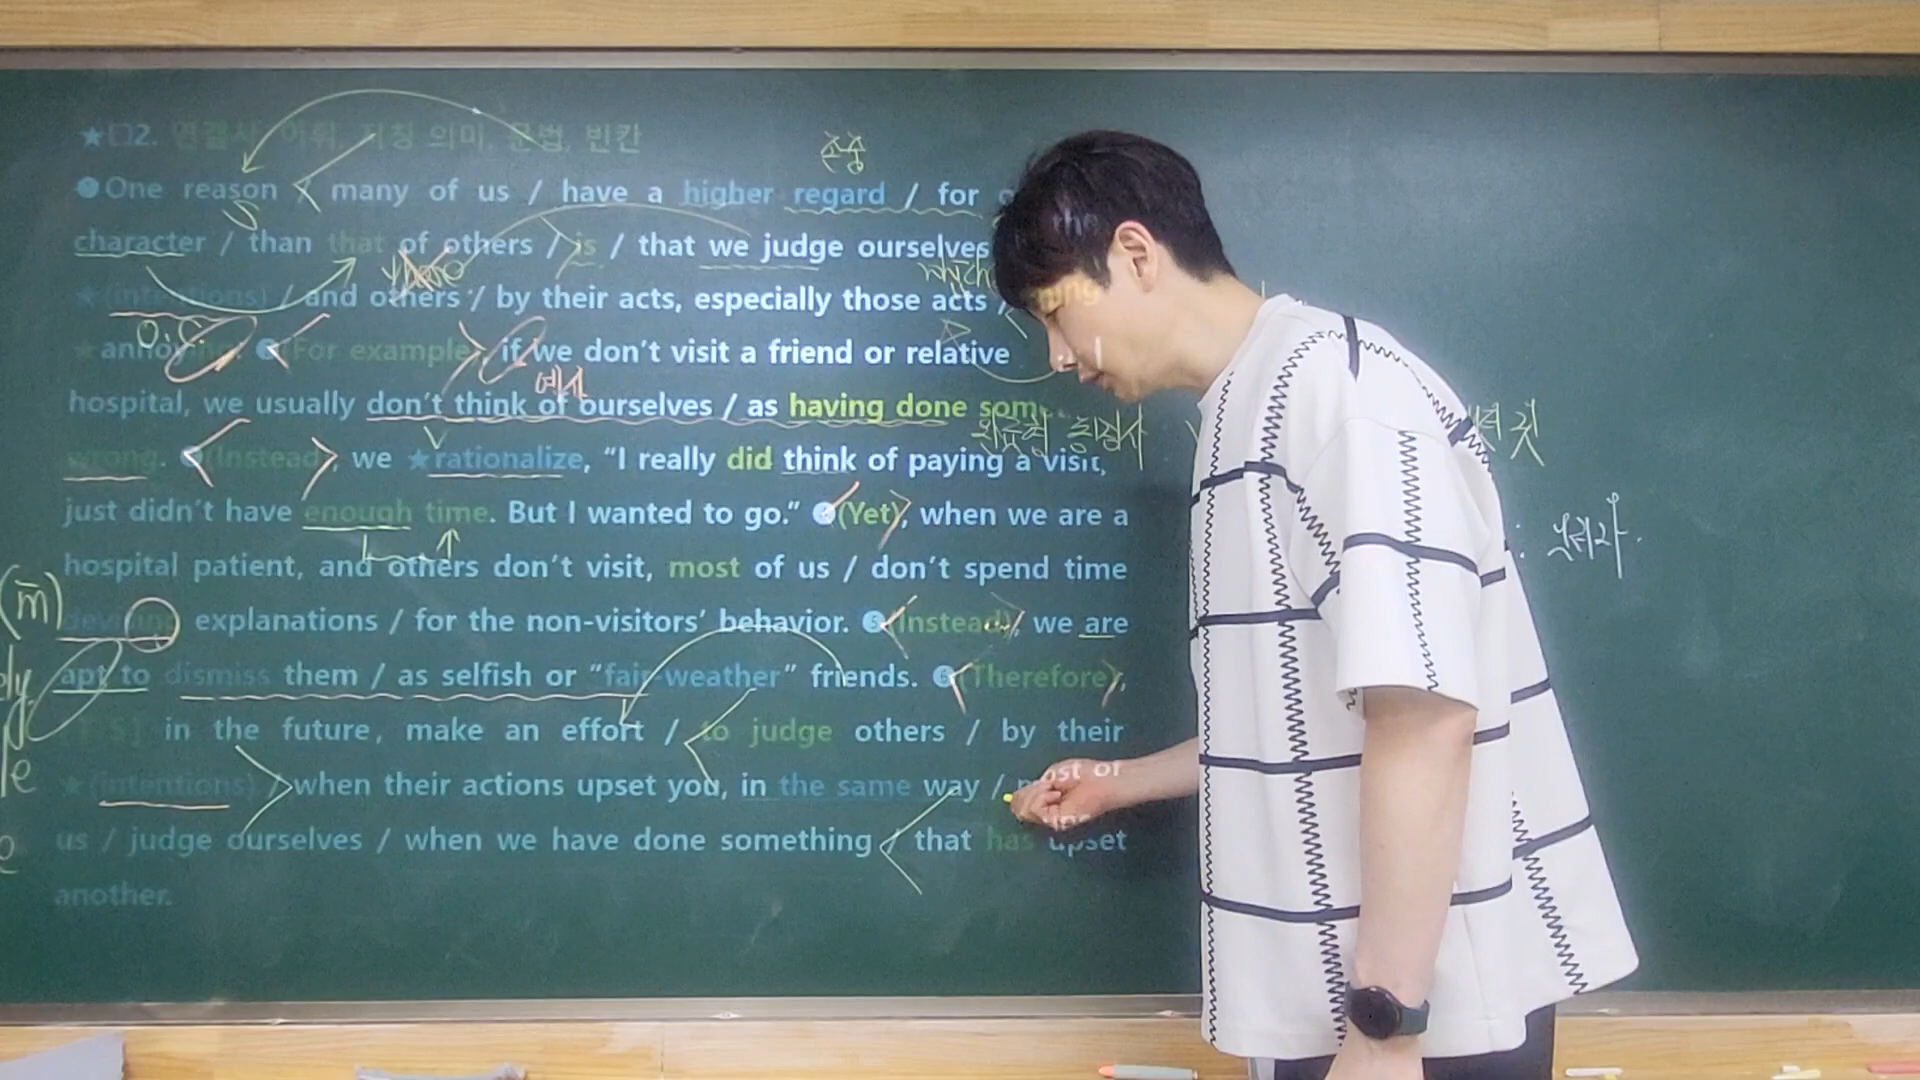 ★□2. 연결사, 어휘, 지칭 의미, 문법, 빈칸
존중
One reason / many of us / have a higher regard / for
character / than that of others / is / that we judge ourselves
★(intentions) / and others / by their acts, especially those acts /
★annoying. (For example), if we don't visit a friend or relative
예시
hospital, we usually don't think of ourselves / as having done some
wrong. (Instead), we ★rationalize, "I really did think of paying a visit,
just didn't have enough time. But I wanted to go." (Yet), when we are a
hospital patient, and others don't visit, most of us / don't spend time
(m)
devising explanations / for the non-visitors' behavior. ❺(Instead), we are
apt to dismiss them / as selfish or "fair-weather" friends. ❻(Therefore),
in the future, make an effort / to judge others / by their
★(intentions) / when their actions upset you, in the same way / most of
us / judge ourselves / when we have done something / that has upset
another.